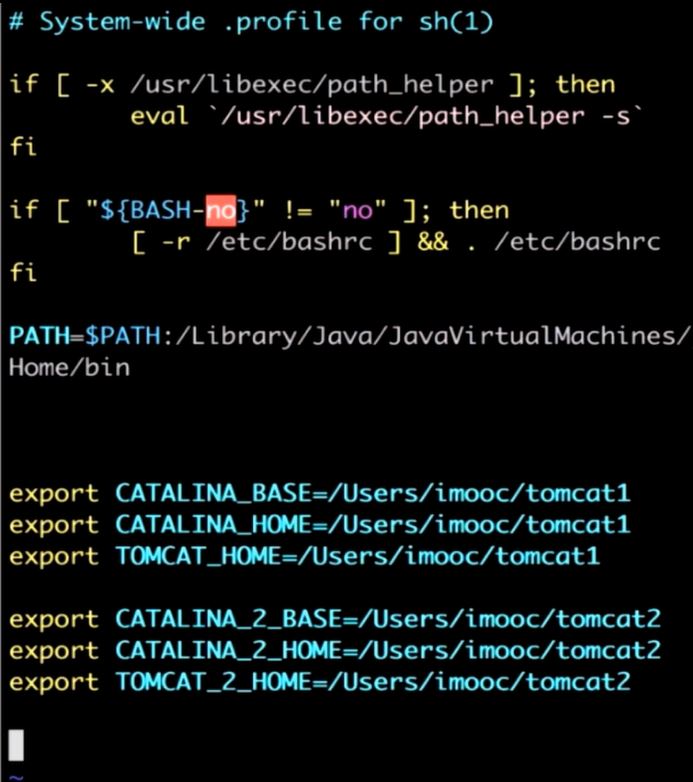 # System-wide .profile for sh(1)
if [ -x /usr/libexec/path_helper ]; then
eval `/usr/libexec/path_helper -s`
fi
if [ "${BASH-no}" != "no" ]; then
[ -r /etc/bashrc ] && . /etc/bashrc
fi
PATH=$PATH:/Library/Java/JavaVirtualMachines/
Home/bin
export CATALINA_BASE=/Users/imooc/tomcat1
export CATALINA_HOME=/Users/imooc/tomcat1
export TOMCAT_HOME=/Users/imooc/tomcat1
export CATALINA_2_BASE=/Users/imooc/tomcat2
export CATALINA_2_HOME=/Users/imooc/tomcat2
export TOMCAT_2_HOME=/Users/imooc/tomcat2
~